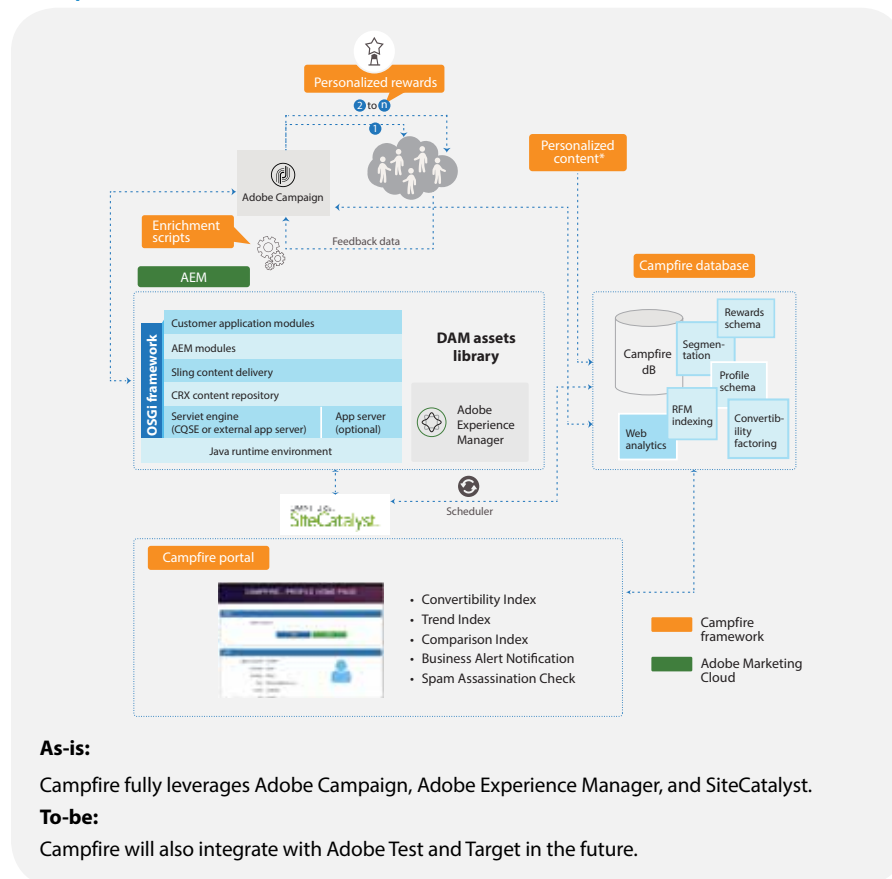 Personalized rewards
2 to n
1
Personalized
content*
Adobe Campaign
Enrichment
scripts
Feedback data
AEM
Campfire database
OSGi framework
Customer application modules
AEM modules
Sling content delivery
CRX content repository
Serviet engine
(CQSE or external app server)
App server
(optional)
Java runtime environment
DAM assets
library
Adobe
Experience
Manager
Campfire
dB
Rewards
schema
Segmen-
tation
Profile
schema
RFM
indexing
Convertib-
ility
factoring
Web
analytics
SiteCatalyst
Scheduler
Campfire portal
CAMPFIRE PROFILE HOME PAGE
• Convertibility Index
• Trend Index
• Comparison Index
• Business Alert Notification
• Spam Assassination Check
Campfire
framework
Adobe Marketing
Cloud
As-is:
Campfire fully leverages Adobe Campaign, Adobe Experience Manager, and SiteCatalyst.
To-be:
Campfire will also integrate with Adobe Test and Target in the future.